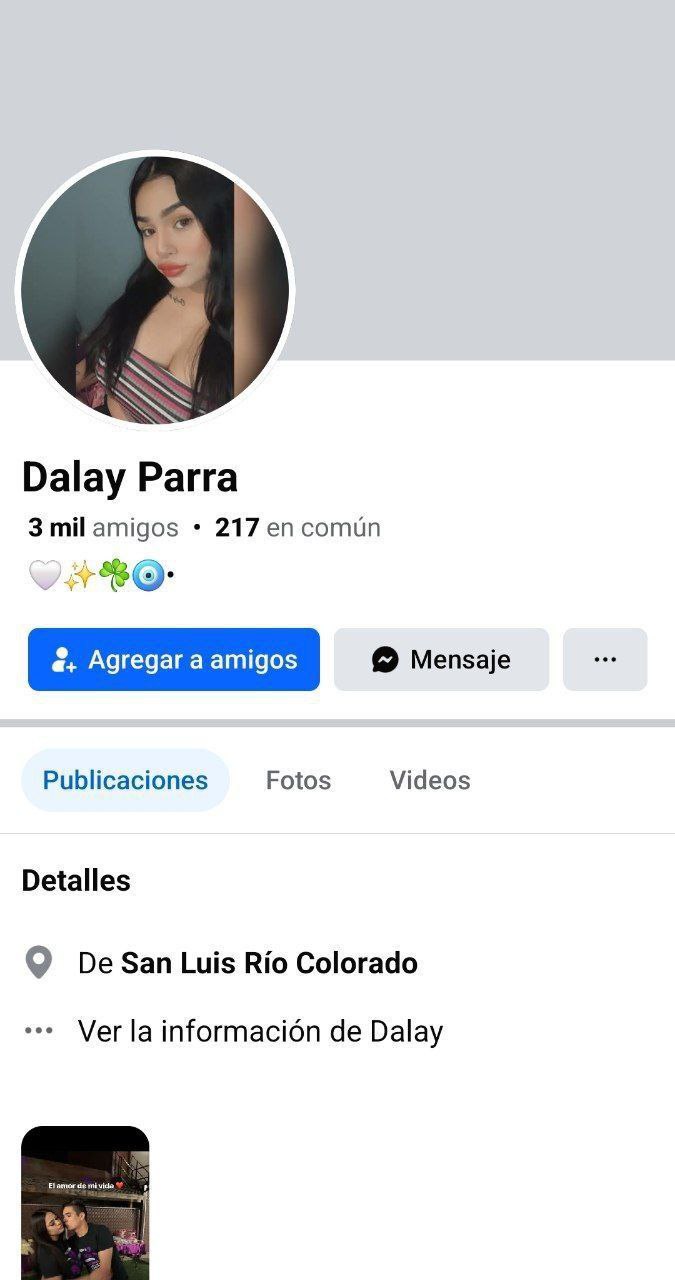 Dalay Parra
3 mil amigos • 217 en común
🤍✨☘️🧿•
Agregar a amigos
Mensaje
...
Publicaciones
Fotos
Videos
Detalles
De San Luis Río Colorado
... Ver la información de Dalay
El amor de mi vida ❤️